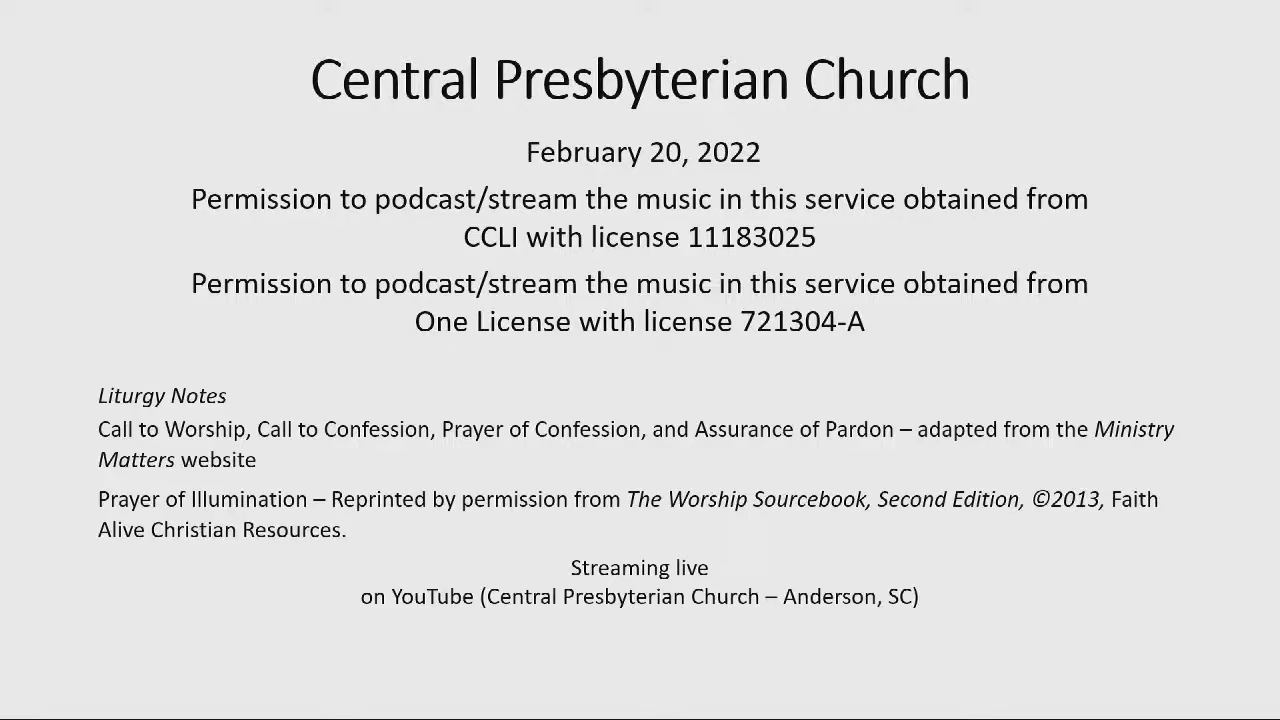 Central Presbyterian Church
February 20, 2022
Permission to podcast/stream the music in this service obtained from
CCLI with license 11183025
Permission to podcast/stream the music in this service obtained from
One License with license 721304-A
Liturgy Notes
Call to Worship, Call to Confession, Prayer of Confession, and Assurance of Pardon – adapted from the Ministry
Matters website
Prayer of Illumination – Reprinted by permission from The Worship Sourcebook, Second Edition, ©2013, Faith
Alive Christian Resources.
Streaming live
on YouTube (Central Presbyterian Church – Anderson, SC)